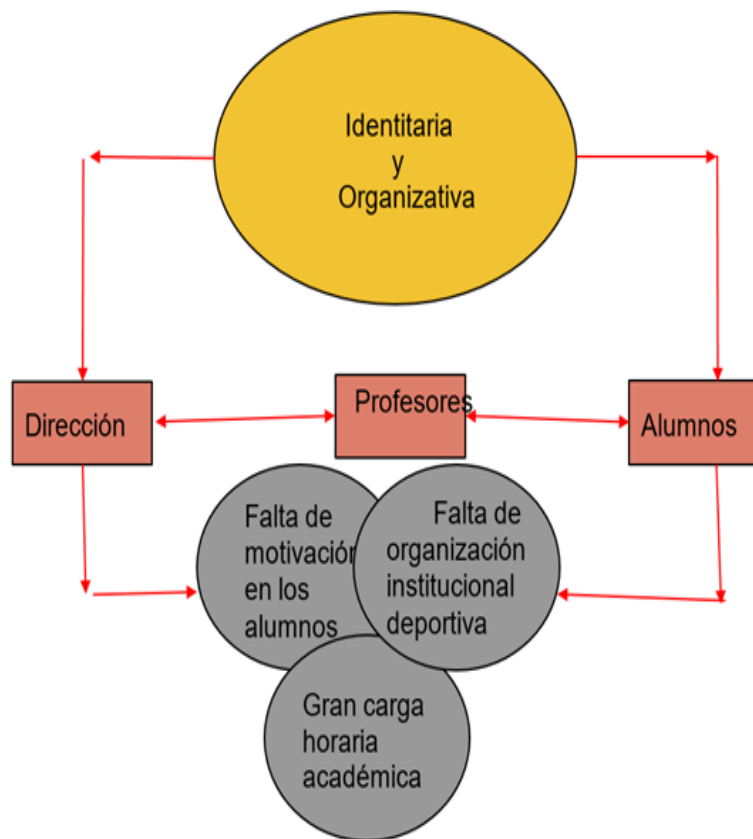 Identitaria
y
Organizativa
Dirección
Profesores
Alumnos
Falta de
motivación
en los
alumnos
Falta de
organización
institucional
deportiva
Gran carga
horaria
académica